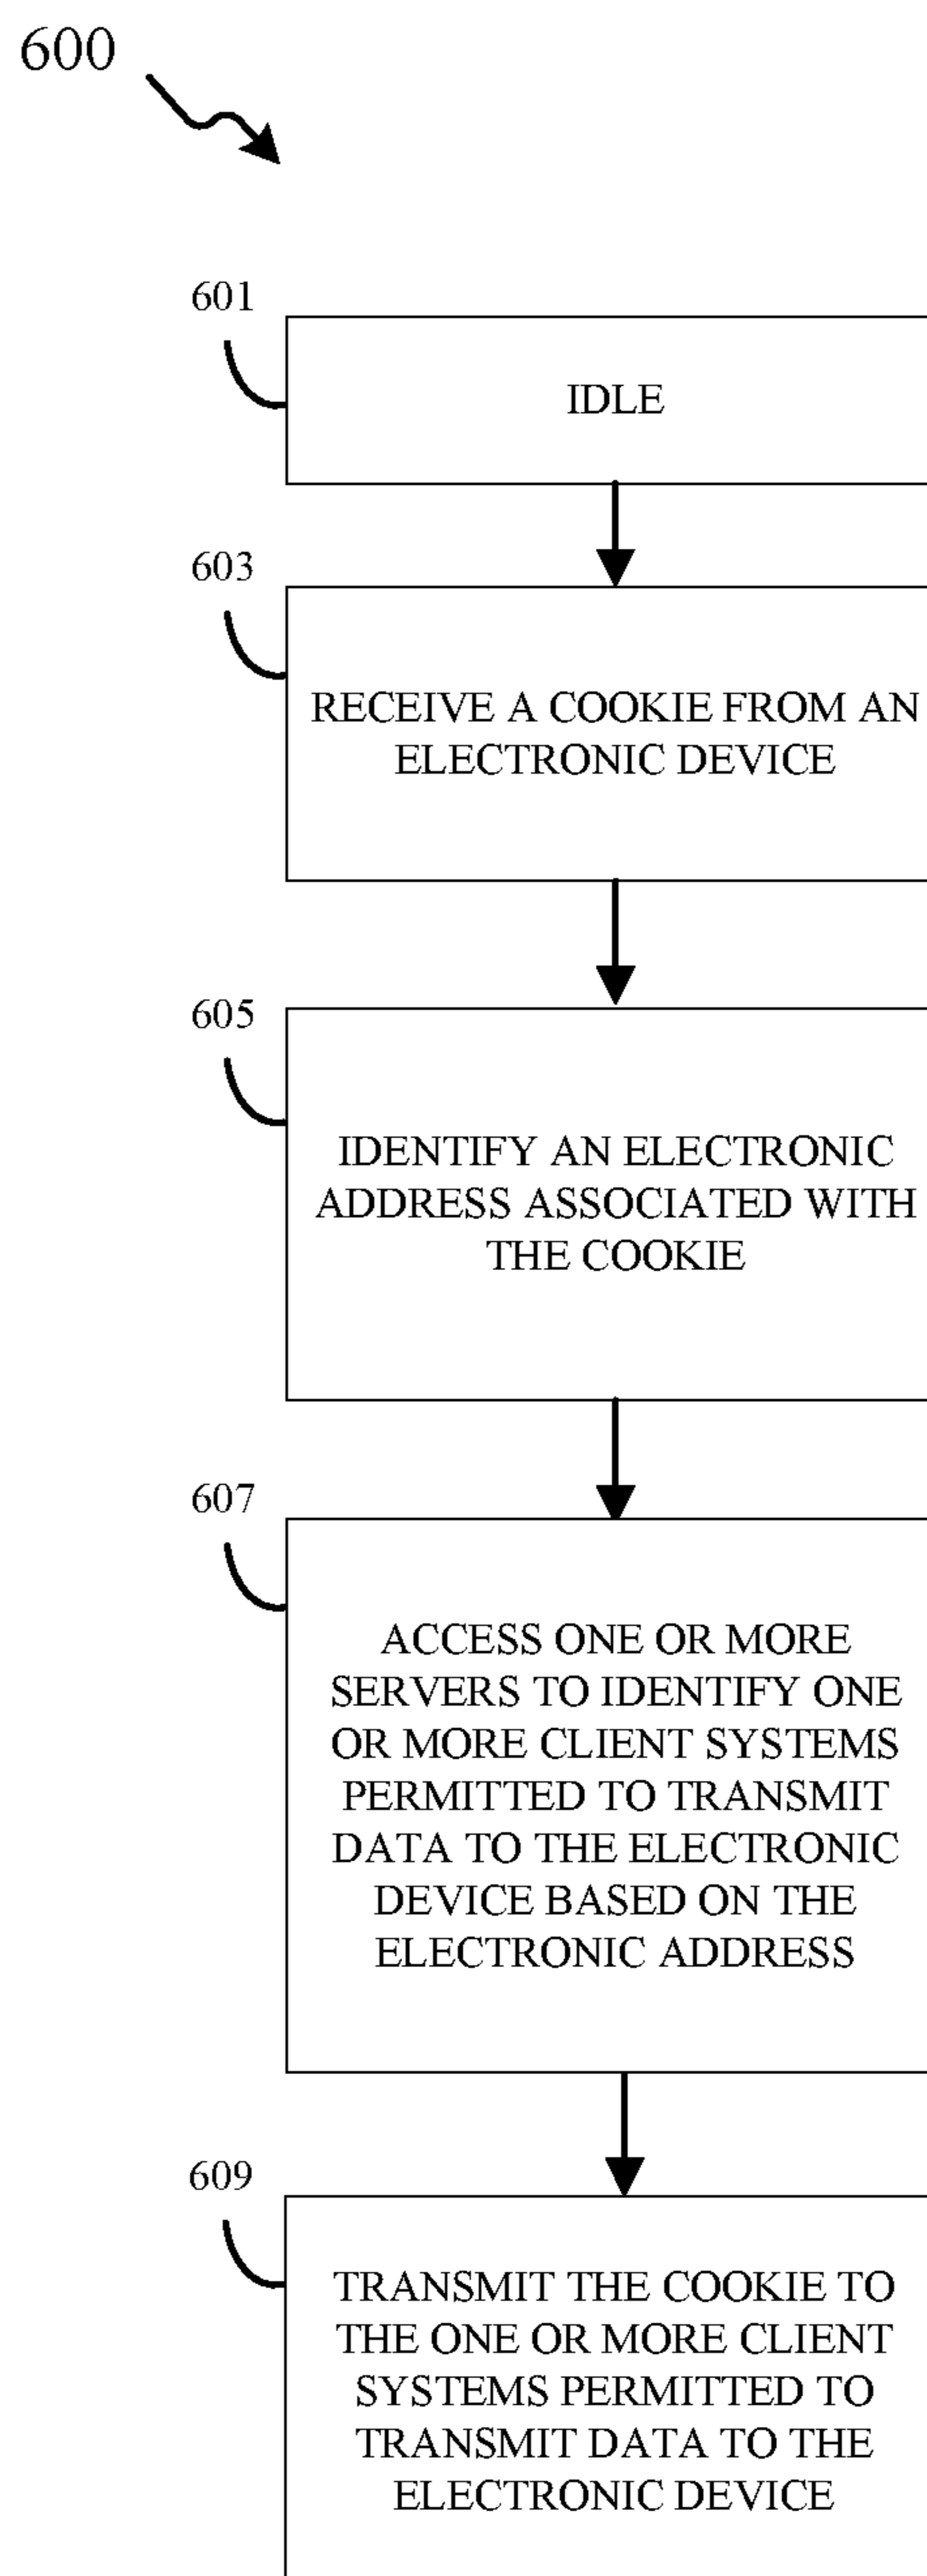 600
601
IDLE
603
RECEIVE A COOKIE FROM AN
ELECTRONIC DEVICE
605
IDENTIFY AN ELECTRONIC
ADDRESS ASSOCIATED WITH
THE COOKIE
607
ACCESS ONE OR MORE
SERVERS TO IDENTIFY ONE
OR MORE CLIENT SYSTEMS
PERMITTED TO TRANSMIT
DATA TO THE ELECTRONIC
DEVICE BASED ON THE
ELECTRONIC ADDRESS
609
TRANSMIT THE COOKIE TO
THE ONE OR MORE CLIENT
SYSTEMS PERMITTED TO
TRANSMIT DATA TO THE
ELECTRONIC DEVICE